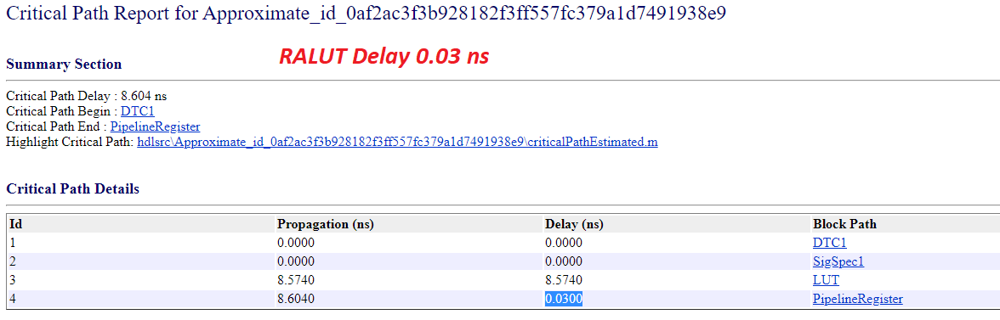 Critical Path Report for Approximate_id_0af2ac3f3b928182f3ff557fc379a1d7491938e9
RALUT Delay 0.03 ns
Summary Section
Critical Path Delay : 8.604 ns
Critical Path Begin : DTC1
Critical Path End : PipelineRegister
Highlight Critical Path: hdlsrc\Approximate_id_0af2ac3f3b928182f3ff557fc379a1d7491938e9\criticalPathEstimated.m
Critical Path Details
Id Propagation (ns) Delay (ns) Block Path
1 0.0000 0.0000 DTC1
2 0.0000 0.0000 SigSpec1
3 8.5740 8.5740 LUT
4 8.6040 0.0300 PipelineRegister